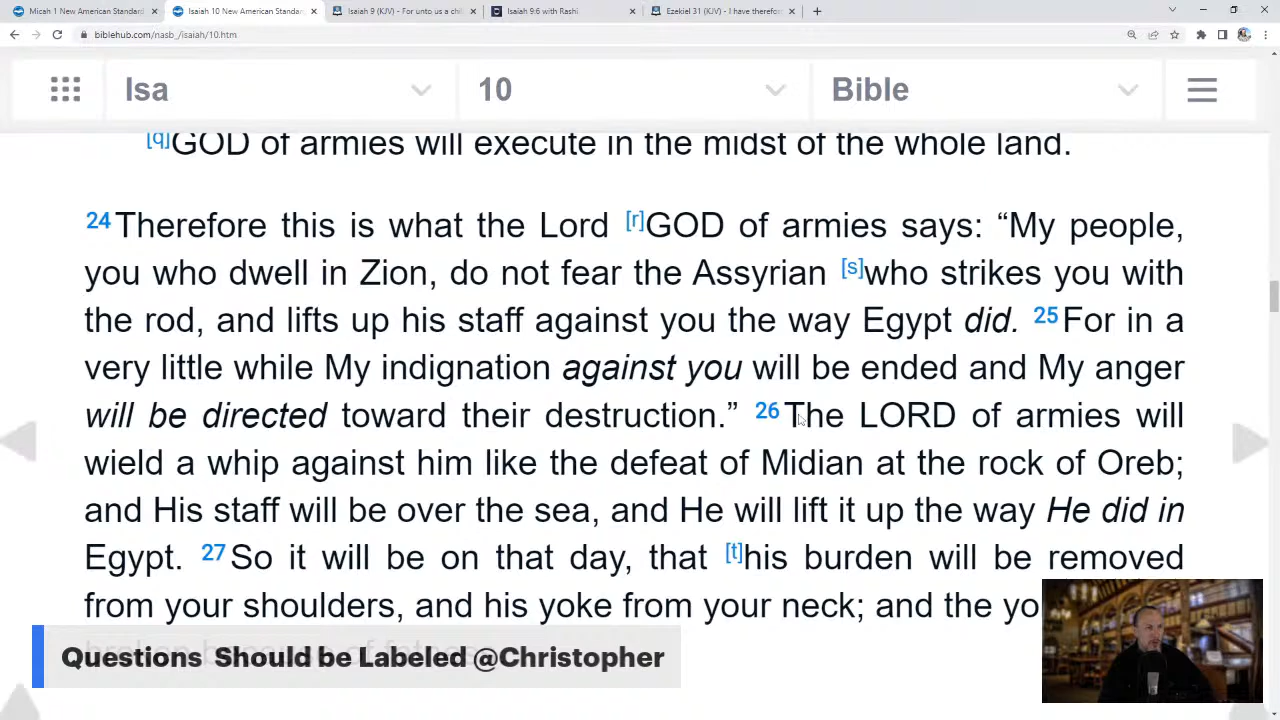 Micah 1 New American Standard
Isaiah 10 New American Standar
Isaiah 9 (KJV) - For unto us a chil
Isaiah 9:6 with Rashi
Ezekiel 31 (KJV) - I have therefor
biblehub.com/nasb_/isaiah/10.htm
Isa
10
Bible
[q]GOD of armies will execute in the midst of the whole land.
24 Therefore this is what the Lord [r]GOD of armies says: “My people,
you who dwell in Zion, do not fear the Assyrian [s]who strikes you with
the rod, and lifts up his staff against you the way Egypt did. 25 For in a
very little while My indignation against you will be ended and My anger
will be directed toward their destruction.” 26 The LORD of armies will
wield a whip against him like the defeat of Midian at the rock of Oreb;
and His staff will be over the sea, and He will lift it up the way He did in
Egypt. 27 So it will be on that day, that [t]his burden will be removed
from your shoulders, and his yoke from your neck; and the yo
Questions Should be Labeled @Christopher